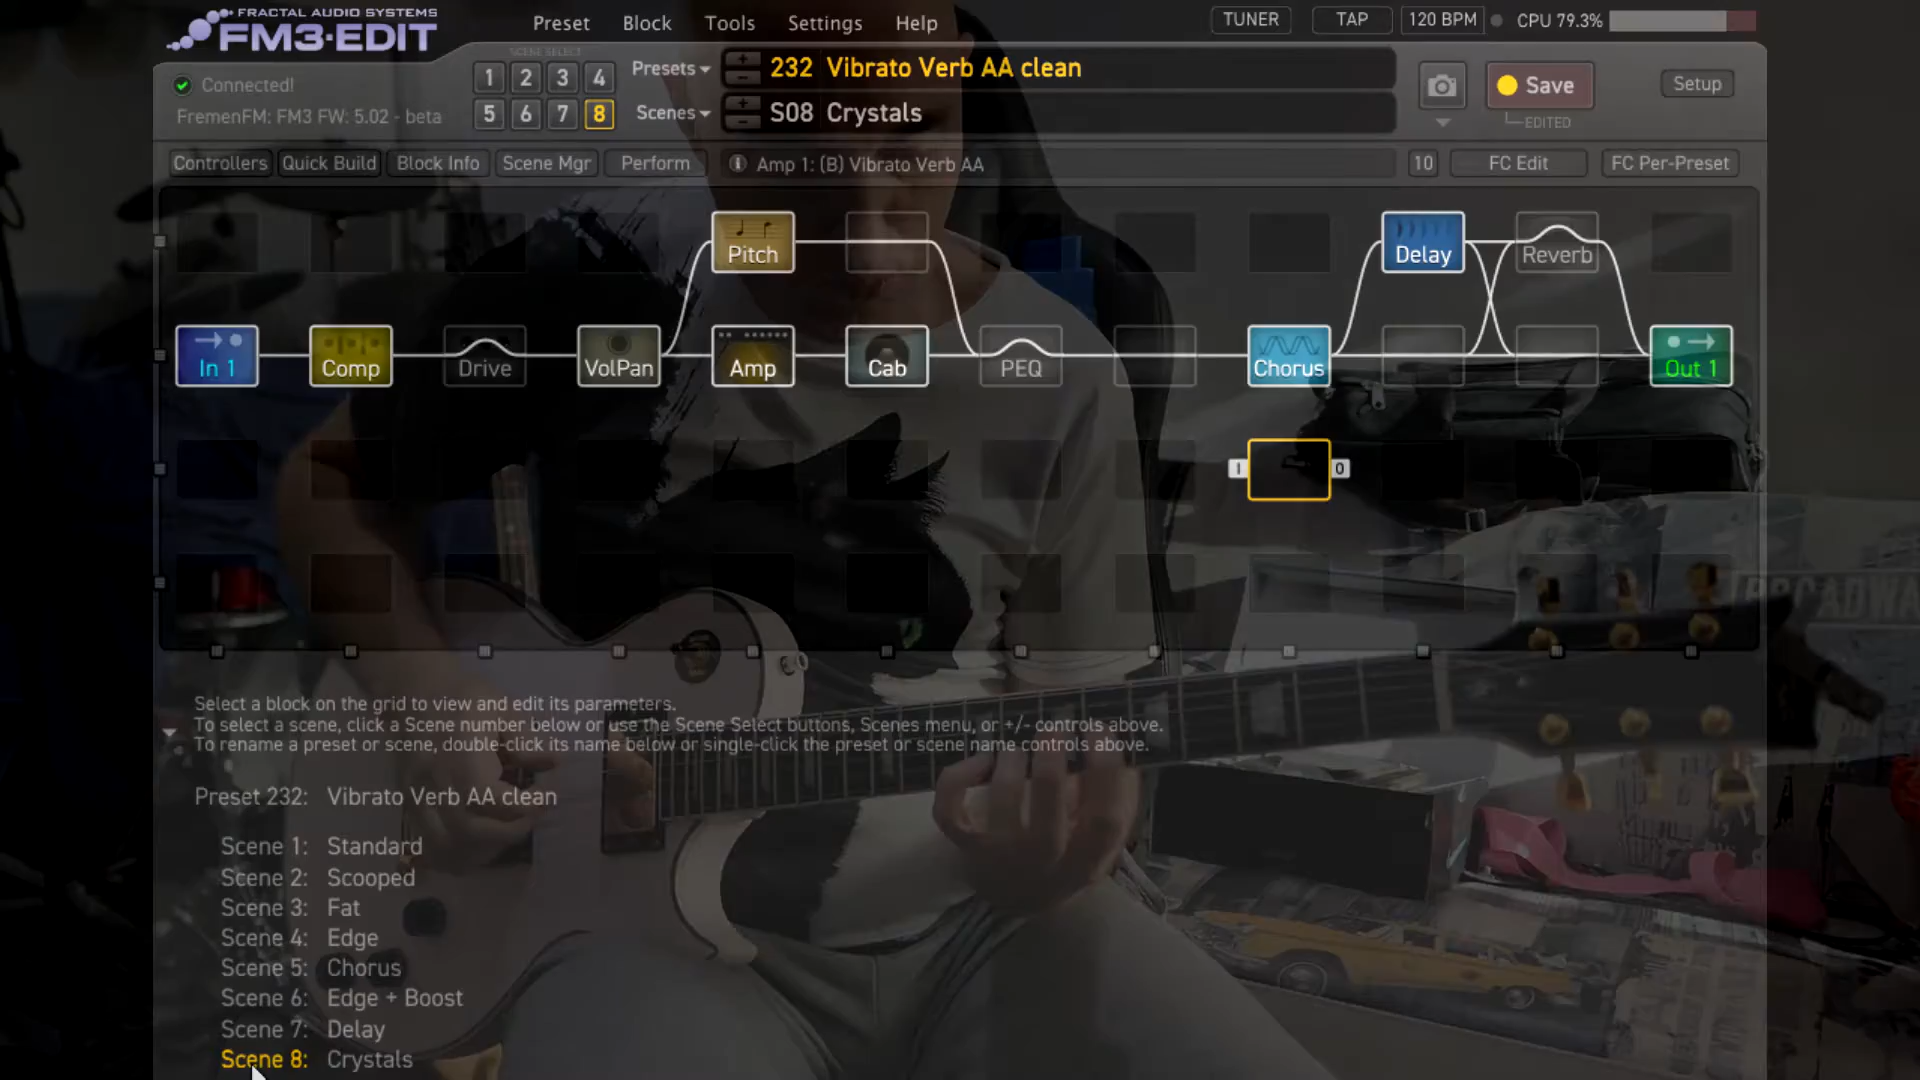 FRACTAL AUDIO SYSTEMS
FM3-EDIT
Preset Block Tools Settings Help
TUNER TAP 120 BPM CPU 79.3%
SCENE SELECT
Connected!
FremenFM: FM3 FW: 5.02 - beta
1 2 3 4
5 6 7 8
Presets
Scenes
232 Vibrato Verb AA clean
S08 Crystals
Save
EDITED
Setup
Controllers Quick Build Block Info Scene Mgr Perform
Amp 1: (B) Vibrato Verb AA
10 FC Edit FC Per-Preset
Pitch Delay Reverb
In 1 Comp Drive VolPan Amp Cab PEQ Chorus Out 1
I O
BROADWA
Select a block on the grid to view and edit its parameters.
To select a scene, click a Scene number below or use the Scene Select buttons, Scenes menu, or +/- controls above.
To rename a preset or scene, double-click its name below or single-click the preset or scene name controls above.
Preset 232: Vibrato Verb AA clean
Scene 1: Standard
Scene 2: Scooped
Scene 3: Fat
Scene 4: Edge
Scene 5: Chorus
Scene 6: Edge + Boost
Scene 7: Delay
Scene 8: Crystals